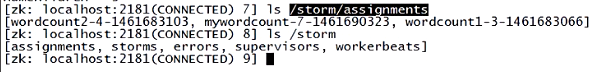 [zk: localhost:2181(CONNECTED) 7] ls /storm/assignments
[wordcount2-4-1461683103, mywordcount-7-1461690323, wordcount1-3-1461683066]
[zk: localhost:2181(CONNECTED) 8] ls /storm
[assignments, storms, errors, supervisors, workerbeats]
[zk: localhost:2181(CONNECTED) 9]